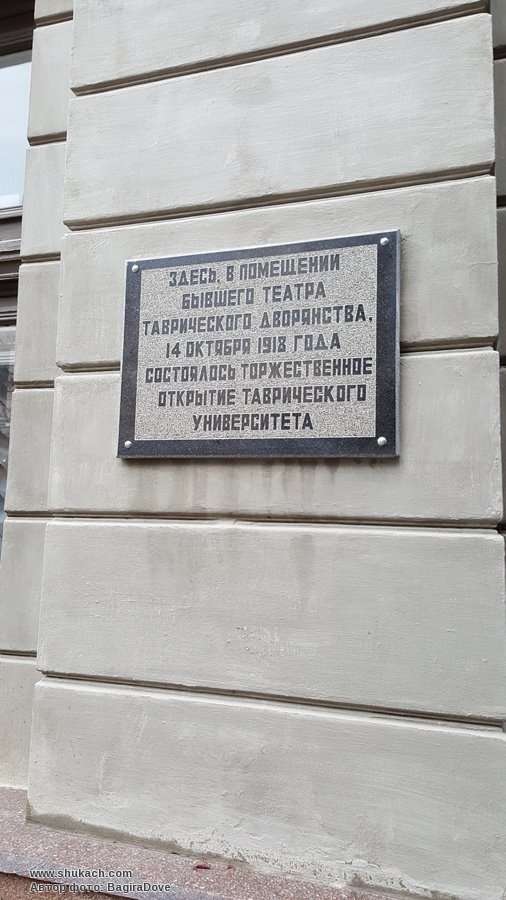 ЗДЕСЬ, В ПОМЕЩЕНИИ
БЫВШЕГО ТЕАТРА
ТАВРИЧЕСКОГО ДВОРЯНСТВА,
14 ОКТЯБРЯ 1918 ГОДА
СОСТОЯЛОСЬ ТОРЖЕСТВЕННОЕ
ОТКРЫТИЕ ТАВРИЧЕСКОГО
УНИВЕРСИТЕТА
www.shukach.com
Автор фото: BagiraDove